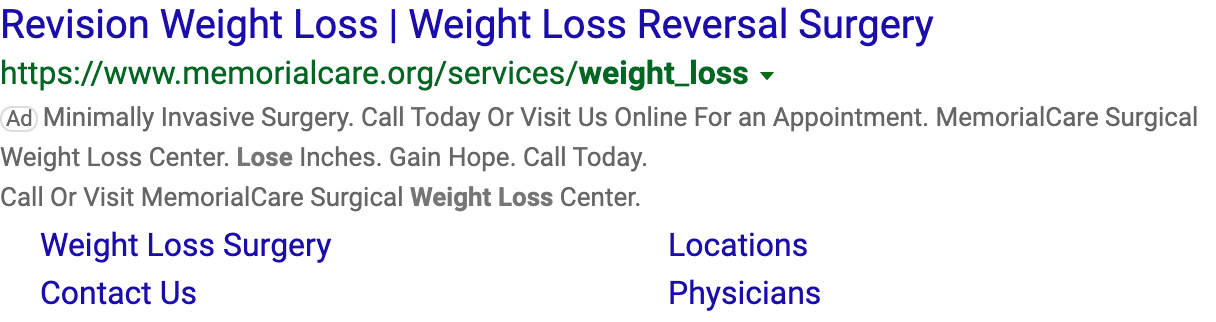 Revision Weight Loss | Weight Loss Reversal Surgery
https://www.memorialcare.org/services/weight_loss
Ad Minimally Invasive Surgery. Call Today Or Visit Us Online For an Appointment. MemorialCare Surgical
Weight Loss Center. Lose Inches. Gain Hope. Call Today.
Call Or Visit MemorialCare Surgical Weight Loss Center.
Weight Loss Surgery Locations
Contact Us Physicians